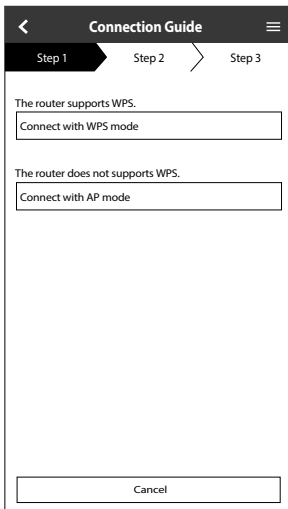 Connection Guide
Step 1 Step 2 Step 3
The router supports WPS.
Connect with WPS mode
The router does not supports WPS.
Connect with AP mode
Cancel